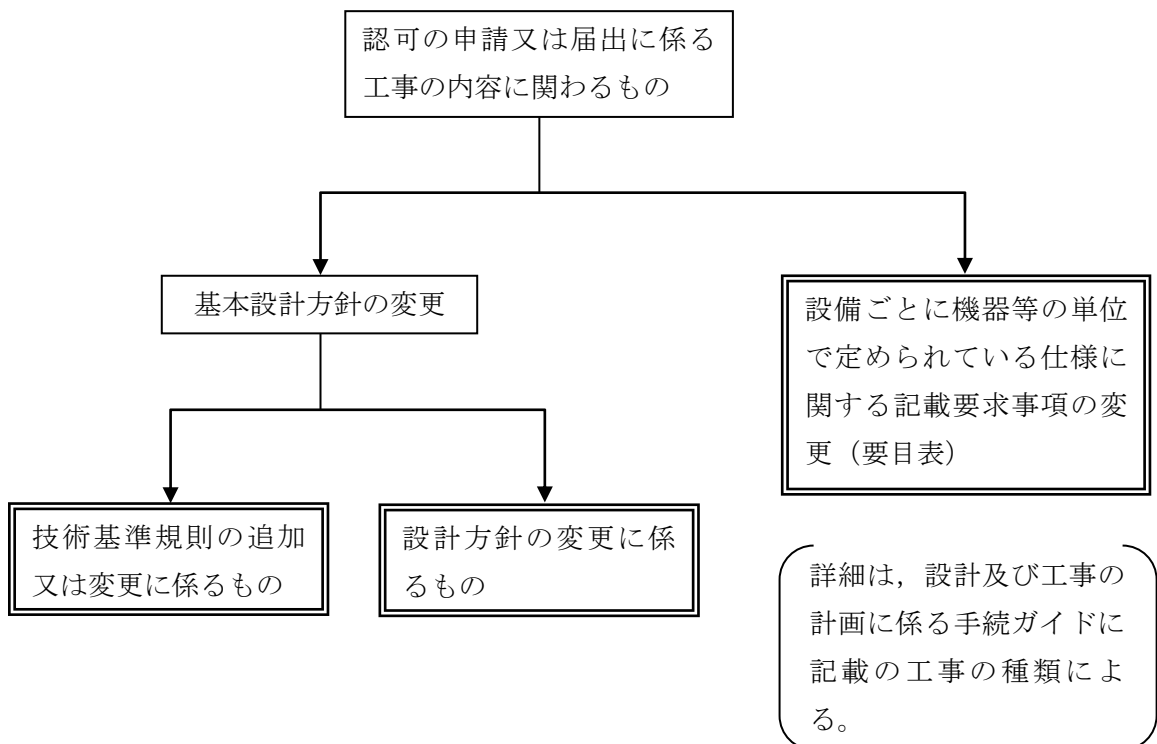 認可の申請又は届出に係る
工事の内容に関わるもの
基本設計方針の変更
設備ごとに機器等の単位
で定められている仕様に
関する記載要求事項の変
更（要目表）
技術基準規則の追加
又は変更に係るもの
設計方針の変更に係
るもの
詳細は，設計及び工事の
計画に係る手続ガイドに
記載の工事の種類によ
る。